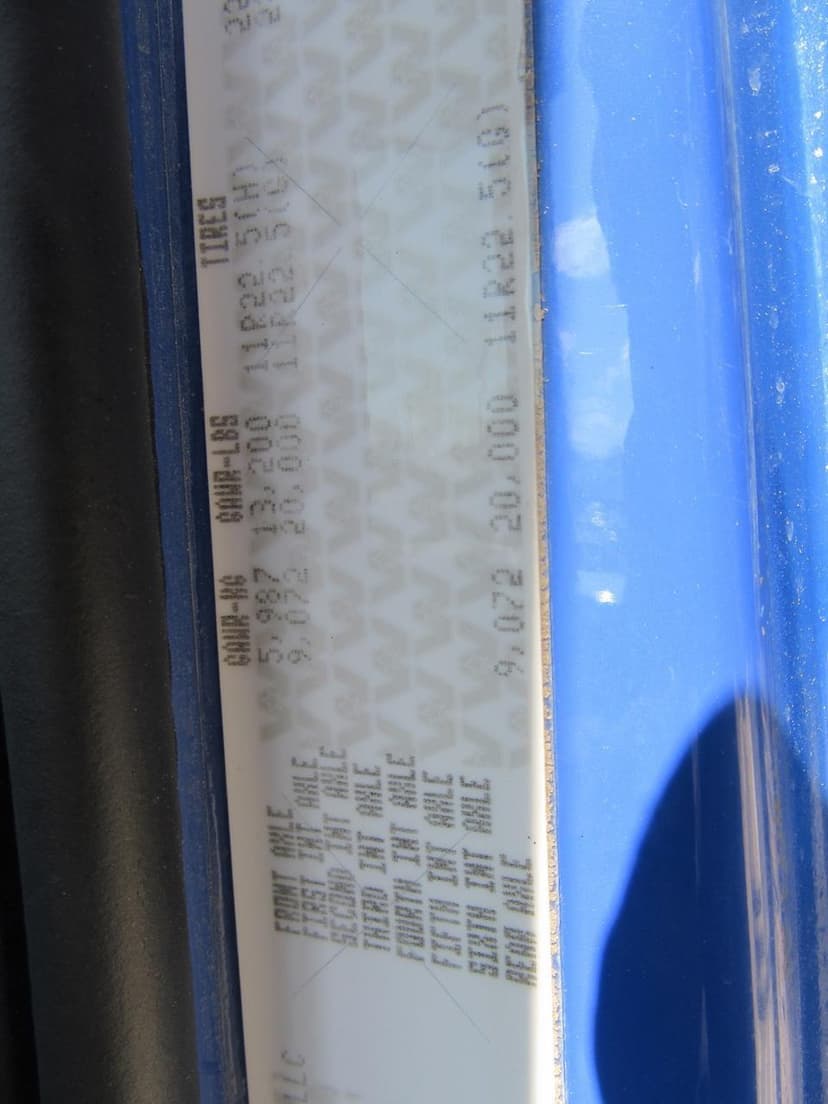 GAWR-KG GAWR-LBS TIRES
FRONT AXLE 5,987 13,200 11R22.5(H) 22
FIRST INT AXLE 9,072 20,000 11R22.5(G)
SECOND INT AXLE
THIRD INT AXLE
FOURTH INT AXLE
FIFTH INT AXLE
SIXTH INT AXLE
REAR AXLE 9,072 20,000 11R22.5(G)
LLC